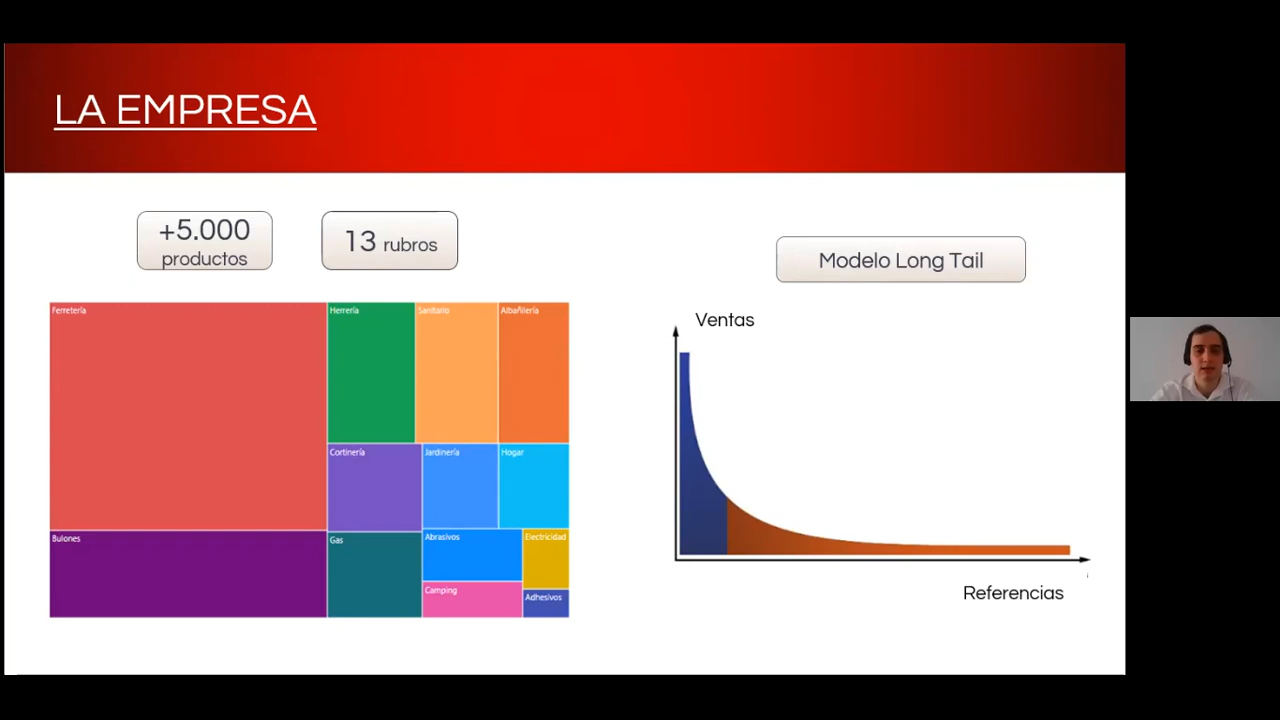 LA EMPRESA
+5.000
productos
13 rubros
Modelo Long Tail
Ferretería
Herrería
Sanitario
Albañilería
Cortinería
Jardinería
Hogar
Bulones
Gas
Abrasivos
Electricidad
Camping
Adhesivos
Ventas
Referencias